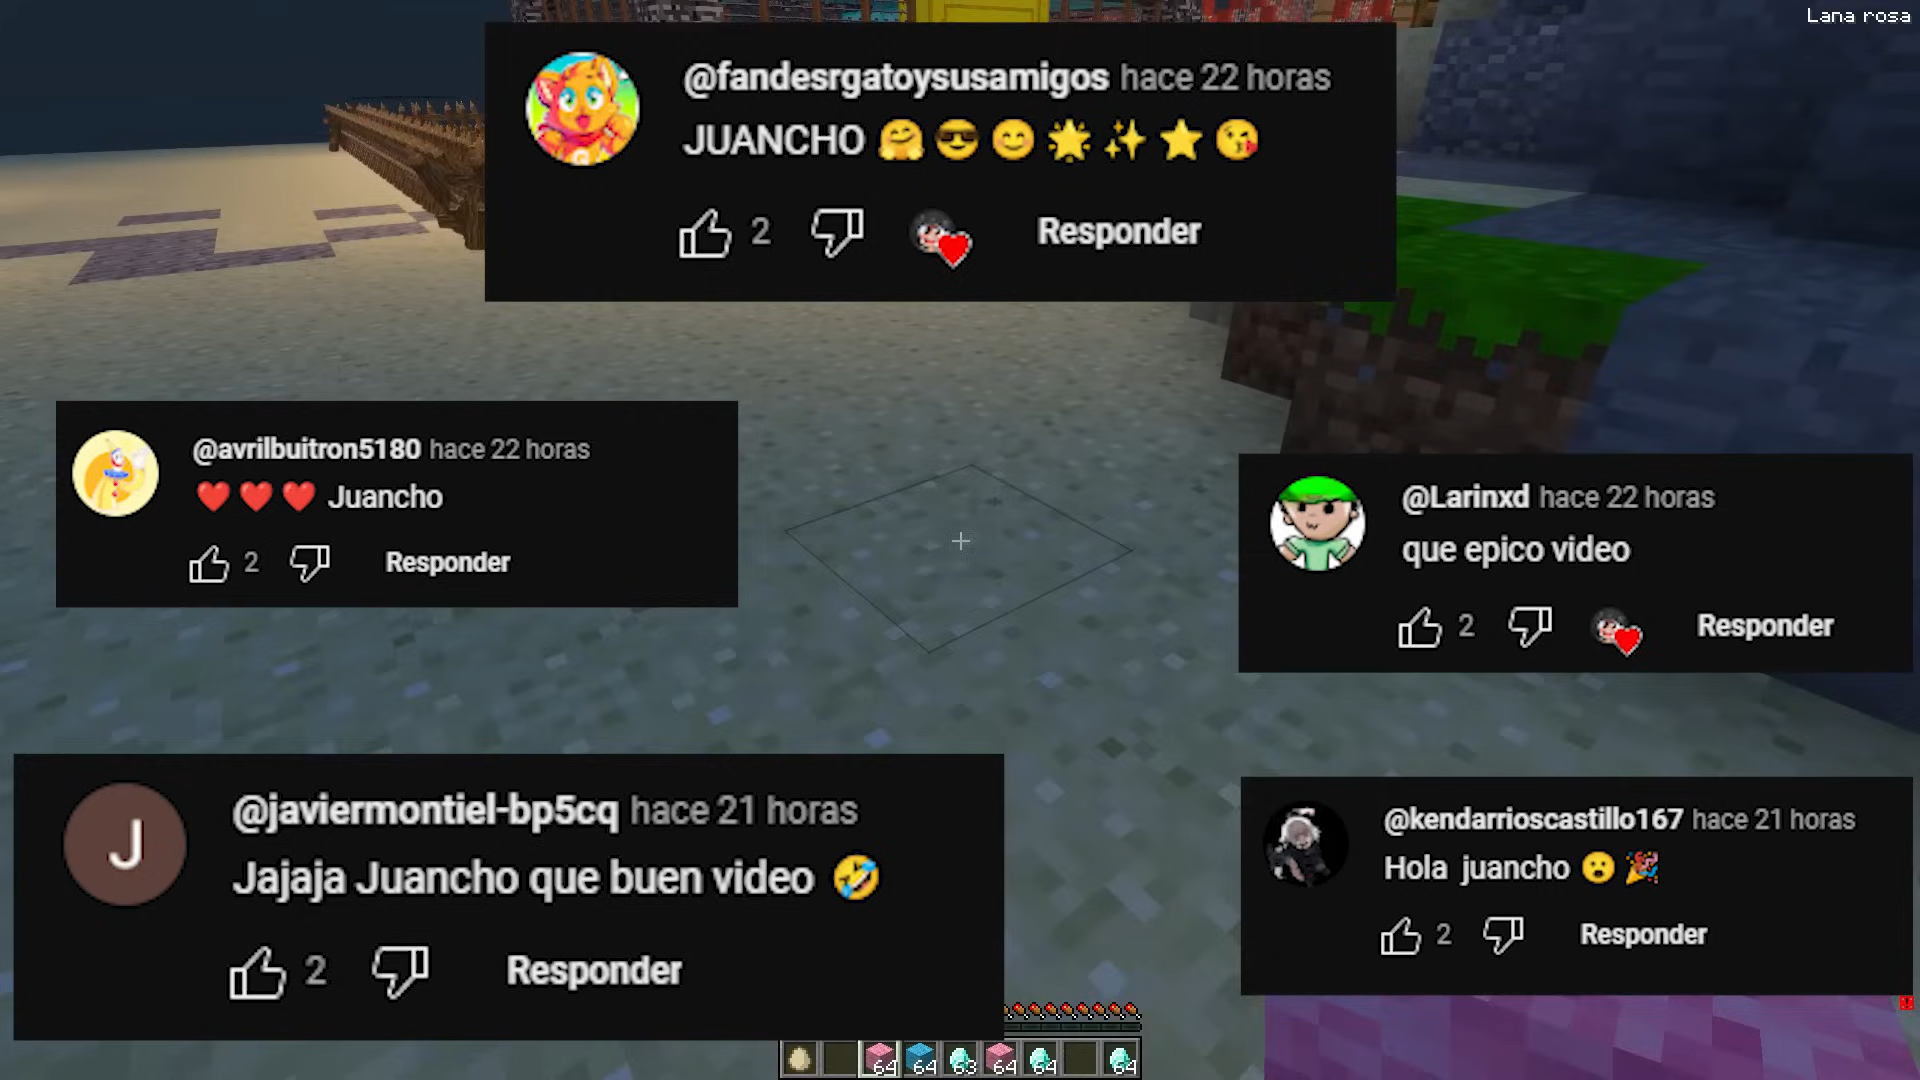 Lana rosa
@fandesrgatoysusamigos hace 22 horas
JUANCHO 🤗 😎 😊 🌟 ✨ ⭐ 😘
2 Responder
@avrilbuitron5180 hace 22 horas
❤️ ❤️ ❤️ Juancho
2 Responder
@Larinxd hace 22 horas
que epico video
2 Responder
@javiermontiel-bp5cq hace 21 horas
J
Jajaja Juancho que buen video 🤣
2 Responder
@kendarrioscastillo167 hace 21 horas
Hola juancho 😮 🎉
2 Responder
64 64 63 64 64 64